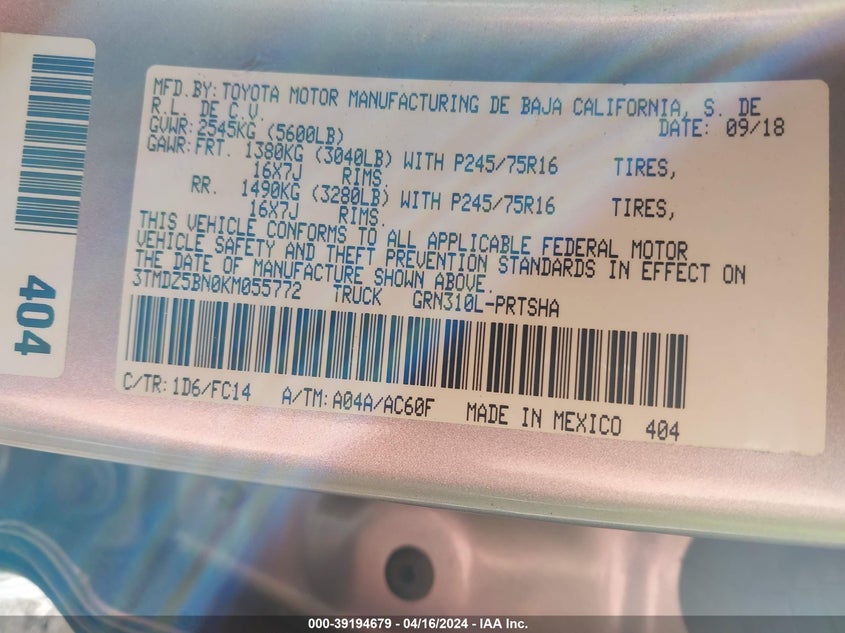 404
MFD.BY:TOYOTA MOTOR MANUFACTURING DE BAJA CALIFORNIA, S. DE
R.L. DE C.V. DATE: 09/18
GVWR:2545KG (5600LB)
GAWR:FRT. 1380KG (3040LB) WITH P245/75R16 TIRES,
16X7J RIMS.
RR. 1490KG (3280LB) WITH P245/75R16 TIRES,
16X7J RIMS.
THIS VEHICLE CONFORMS TO ALL APPLICABLE FEDERAL MOTOR
VEHICLE SAFETY AND THEFT PREVENTION STANDARDS IN EFFECT ON
THE DATE OF MANUFACTURE SHOWN ABOVE.
3TMDZ5BN0KM055772 TRUCK GRN310L-PRTSHA
C/TR:1D6/FC14 A/TM:A04A/AC60F MADE IN MEXICO 404
000-39194679 - 04/16/2024 - IAA Inc.